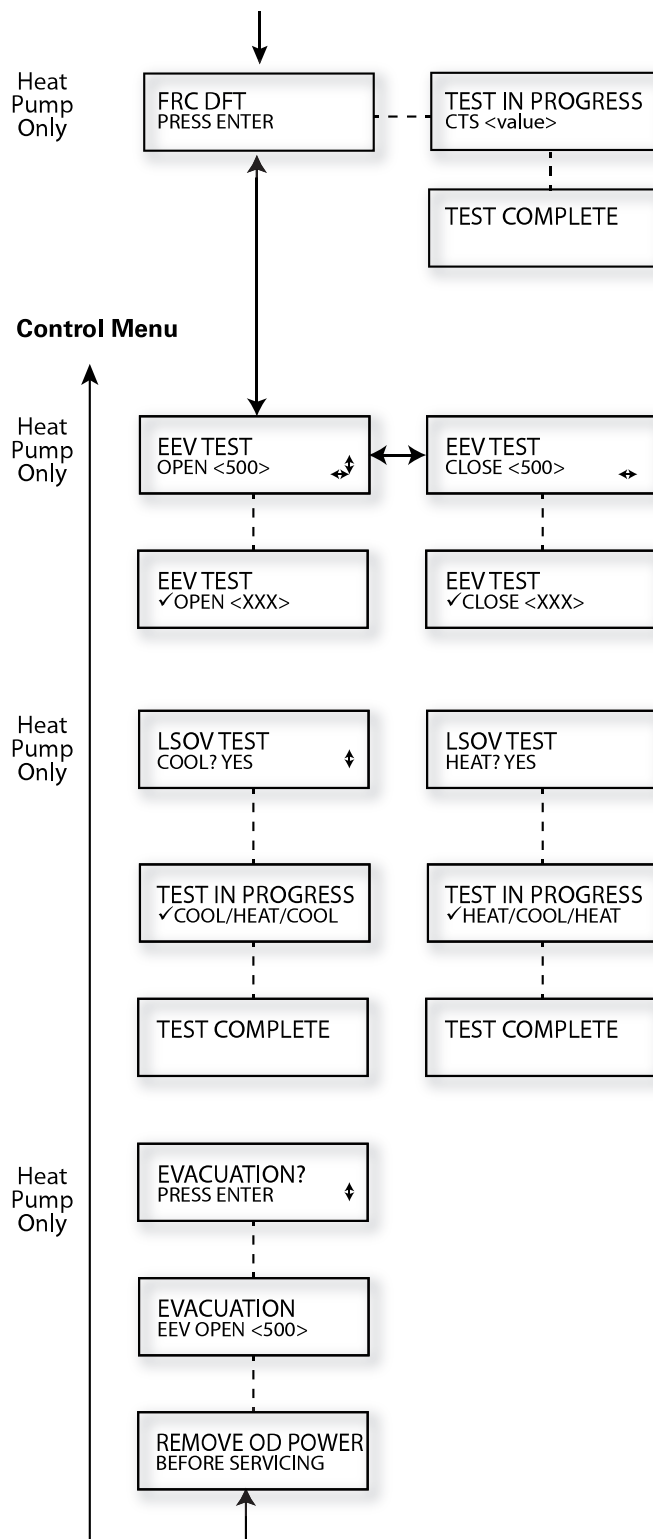 Heat
Pump
Only
FRC DFT
PRESS ENTER
TEST IN PROGRESS
CTS <value>
TEST COMPLETE
Control Menu
Heat
Pump
Only
EEV TEST
OPEN <500>
EEV TEST
CLOSE <500>
EEV TEST
✓OPEN <XXX>
EEV TEST
✓CLOSE <XXX>
Heat
Pump
Only
LSOV TEST
COOL? YES
LSOV TEST
HEAT? YES
TEST IN PROGRESS
✓COOL/HEAT/COOL
TEST IN PROGRESS
✓HEAT/COOL/HEAT
TEST COMPLETE
TEST COMPLETE
Heat
Pump
Only
EVACUATION?
PRESS ENTER
EVACUATION
EEV OPEN <500>
REMOVE OD POWER
BEFORE SERVICING